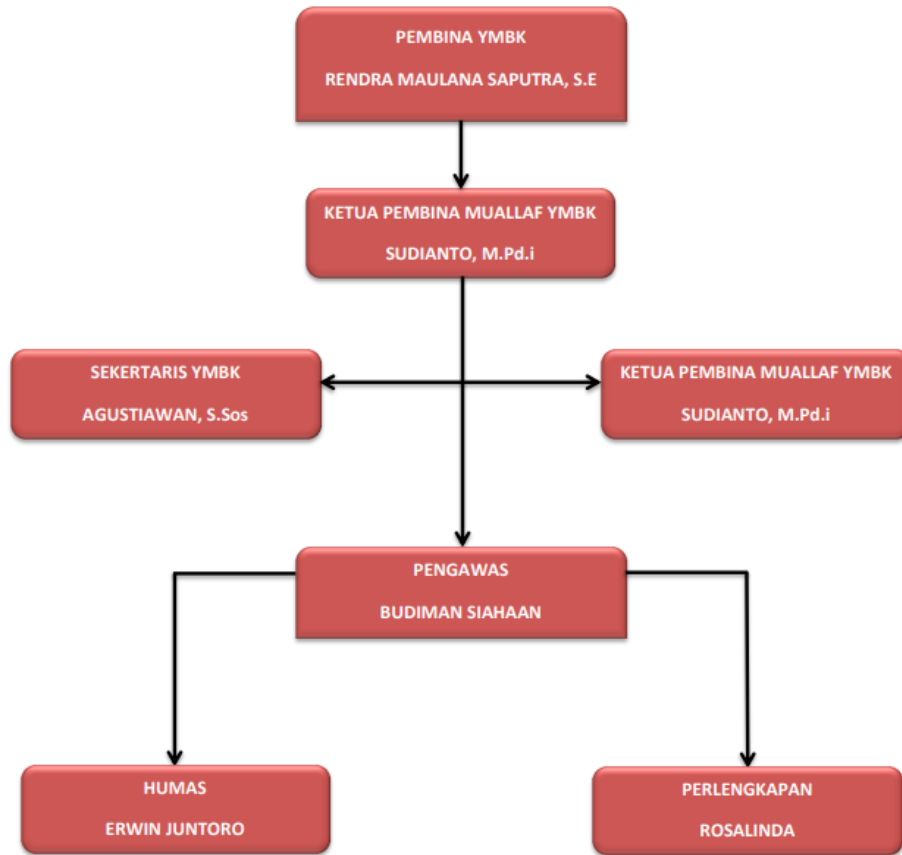 PEMBINA YMBK
RENDRA MAULANA SAPUTRA, S.E
KETUA PEMBINA MUALLAF YMBK
SUDIANTO, M.Pd.i
SEKERTARIS YMBK
AGUSTIAWAN, S.Sos
KETUA PEMBINA MUALLAF YMBK
SUDIANTO, M.Pd.i
PENGAWAS
BUDIMAN SIAHAAN
HUMAS
ERWIN JUNTORO
PERLENGKAPAN
ROSALINDA